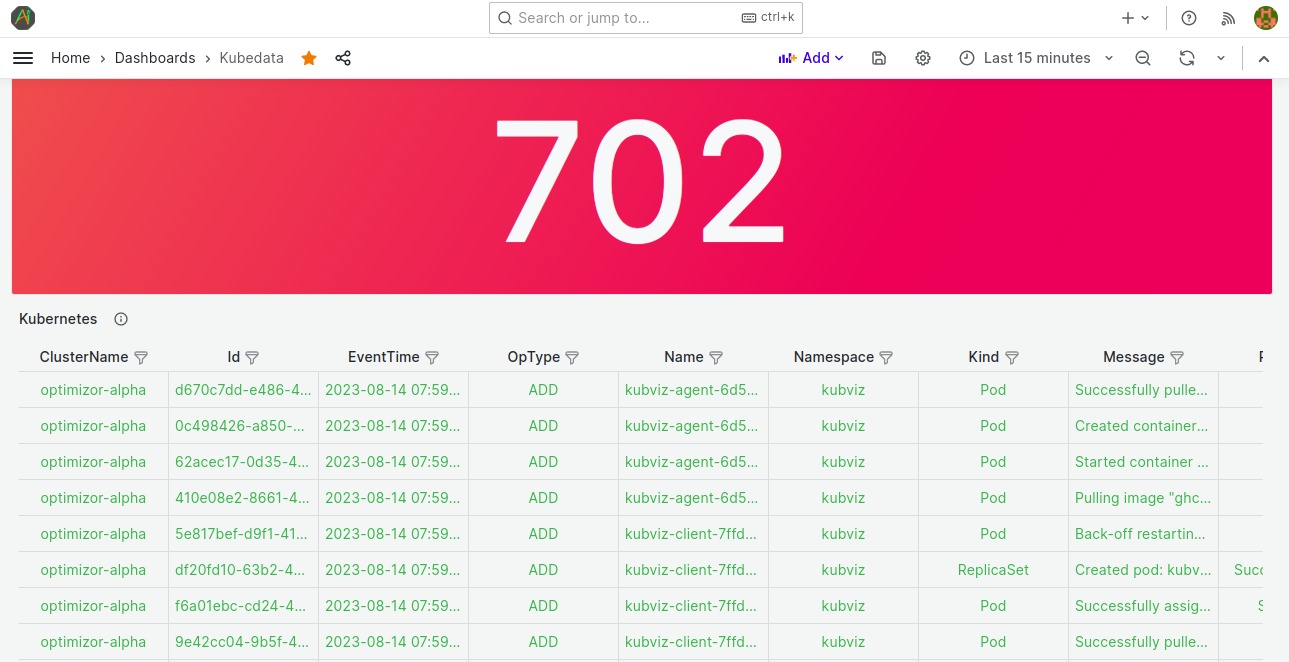 Search or jump to... ctrl+k
Home › Dashboards › Kubedata Add Last 15 minutes
702
Kubernetes
ClusterName Id EventTime OpType Name Namespace Kind Message
optimizor-alpha d670c7dd-e486-4... 2023-08-14 07:59... ADD kubviz-agent-6d5... kubviz Pod Successfully pulle...
optimizor-alpha 0c498426-a850-... 2023-08-14 07:59... ADD kubviz-agent-6d5... kubviz Pod Created container...
optimizor-alpha 62acec17-0d35-4... 2023-08-14 07:59... ADD kubviz-agent-6d5... kubviz Pod Started container ...
optimizor-alpha 410e08e2-8661-4... 2023-08-14 07:59... ADD kubviz-agent-6d5... kubviz Pod Pulling image "ghc...
optimizor-alpha 5e817bef-d9f1-41... 2023-08-14 07:59... ADD kubviz-client-7ffd... kubviz Pod Back-off restartin...
optimizor-alpha df20fd10-63b2-4... 2023-08-14 07:59... ADD kubviz-client-7ffd... kubviz ReplicaSet Created pod: kubv... Succ
optimizor-alpha f6a01ebc-cd24-4... 2023-08-14 07:59... ADD kubviz-client-7ffd... kubviz Pod Successfully assig... S
optimizor-alpha 9e42cc04-9b5f-4... 2023-08-14 07:59... ADD kubviz-client-7ffd... kubviz Pod Successfully pulle...